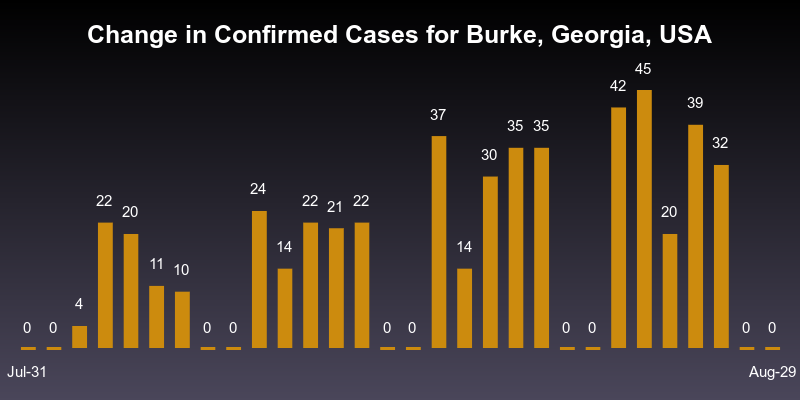 Change in Confirmed Cases for Burke, Georgia, USA
0 0 4 22 20 11 10 0 0 24 14 22 21 22 0 0 37 14 30 35 35 0 0 42 45 20 39 32 0 0
Jul-31 Aug-29